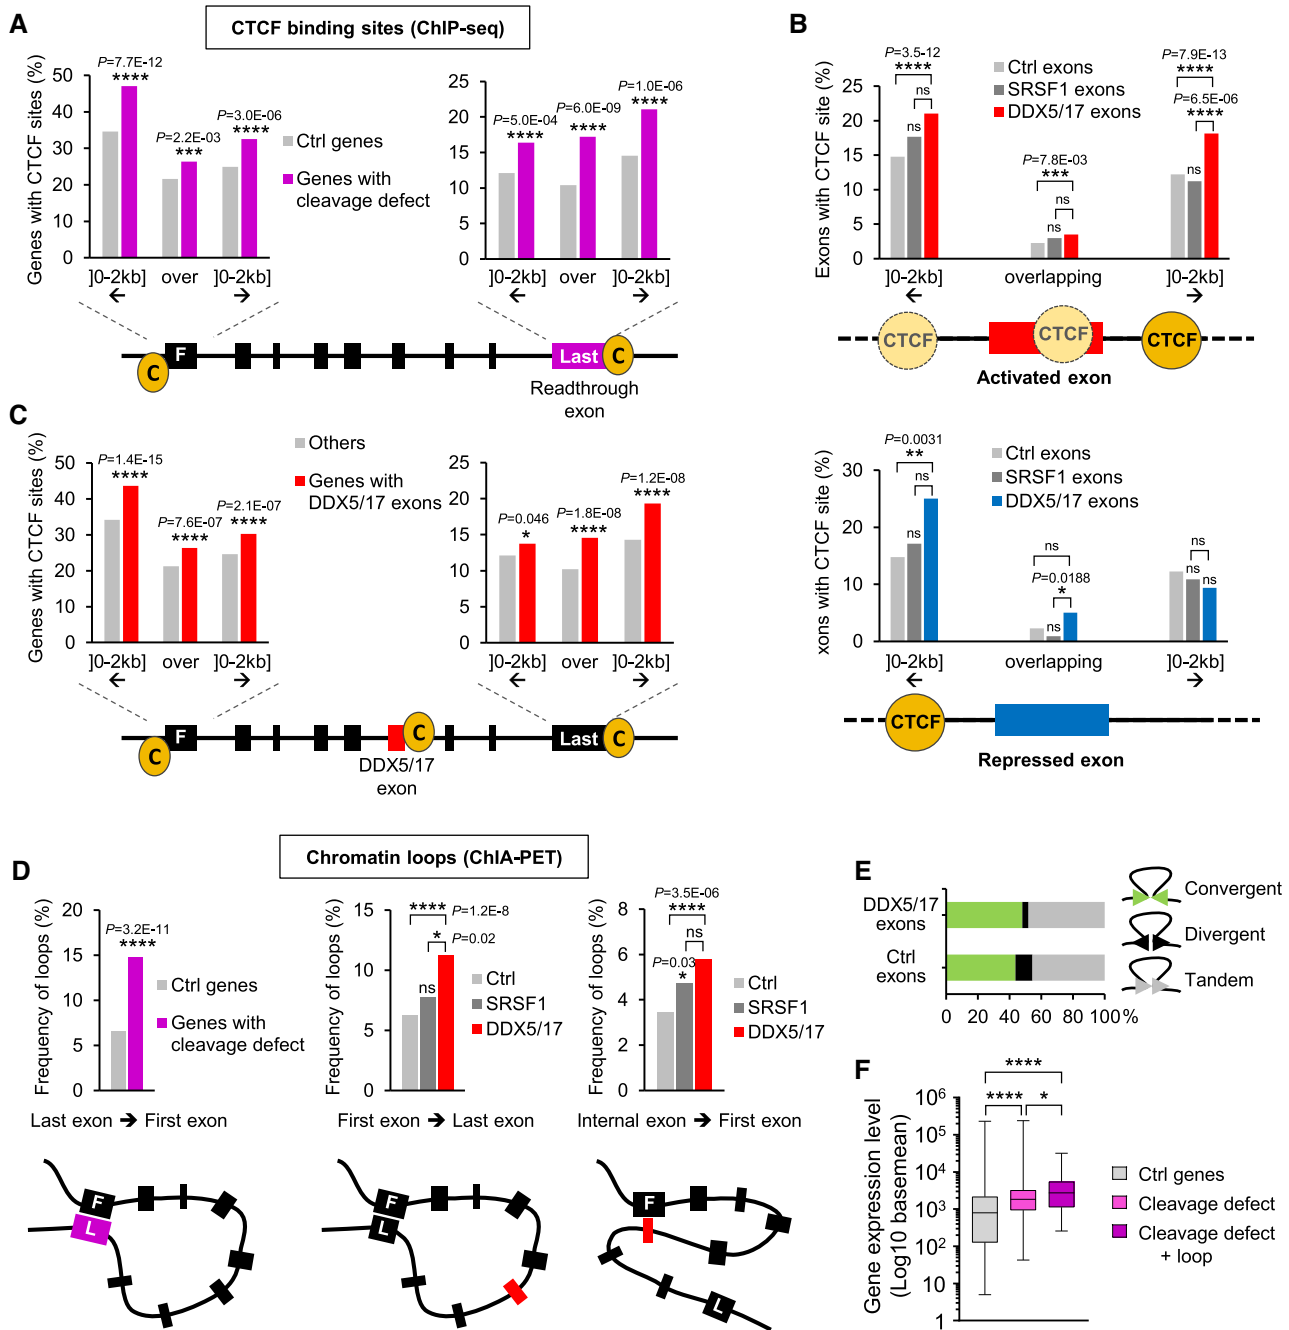 A
CTCF binding sites (ChIP-seq)
Genes with CTCF sites (%)
50
40
30
20
10
0
P=7.7E-12
****
P=2.2E-03
***
P=3.0E-06
****
]0-2kb]
over
]0-2kb]
Ctrl genes
Genes with
cleavage defect
25
20
15
10
5
0
P=5.0E-04
****
P=6.0E-09
****
P=1.0E-06
****
]0-2kb]
over
]0-2kb]
C
F
Last
C
Readthrough
exon
B
Exons with CTCF site (%)
25
20
15
10
5
0
P=3.5-12
****
ns
ns
P=7.8E-03
***
ns
ns
P=7.9E-13
****
P=6.5E-06
****
ns
Ctrl exons
SRSF1 exons
DDX5/17 exons
]0-2kb]
overlapping
]0-2kb]
CTCF
CTCF
CTCF
Activated exon
xons with CTCF site (%)
30
20
10
0
P=0.0031
**
ns
ns
ns
P=0.0188
*
ns
ns
ns
ns
Ctrl exons
SRSF1 exons
DDX5/17 exons
]0-2kb]
overlapping
]0-2kb]
CTCF
Repressed exon
C
Genes with CTCF sites (%)
50
40
30
20
10
0
P=1.4E-15
****
P=7.6E-07
****
P=2.1E-07
****
]0-2kb]
over
]0-2kb]
Others
Genes with
DDX5/17 exons
25
20
15
10
5
0
P=0.046
*
P=1.8E-08
****
P=1.2E-08
****
]0-2kb]
over
]0-2kb]
C
F
C
Last
C
DDX5/17
exon
Chromatin loops (ChIA-PET)
D
Frequency of loops (%)
20
15
10
5
0
P=3.2E-11
****
Ctrl genes
Genes with
cleavage defect
Last exon → First exon
F
L
Frequency of loops (%)
15
10
5
0
****
P=1.2E-8
*
P=0.02
ns
Ctrl
SRSF1
DDX5/17
First exon → Last exon
F
L
Frequency of loops (%)
8
6
4
2
0
P=3.5E-06
****
ns
P=0.03
*
Ctrl
SRSF1
DDX5/17
Internal exon → First exon
F
L
E
DDX5/17
exons
Ctrl
exons
0 20 40 60 80 100%
Convergent
Divergent
Tandem
F
Gene expression level
(Log10 basemean)
10⁶
10⁵
10⁴
10³
10²
10
1
****
****
*
Ctrl genes
Cleavage defect
Cleavage defect
+ loop